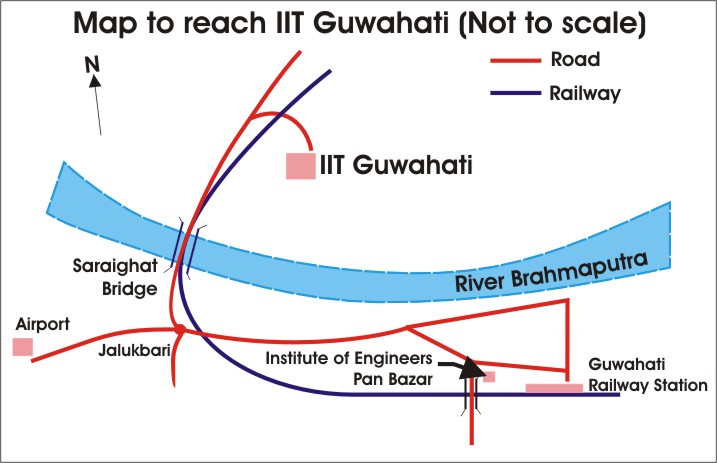 Map to reach IIT Guwahati (Not to scale)
N
Road
Railway
IIT Guwahati
Saraighat
Bridge
River Brahmaputra
Airport
Jalukbari
Institute of Engineers
Pan Bazar
Guwahati
Railway Station